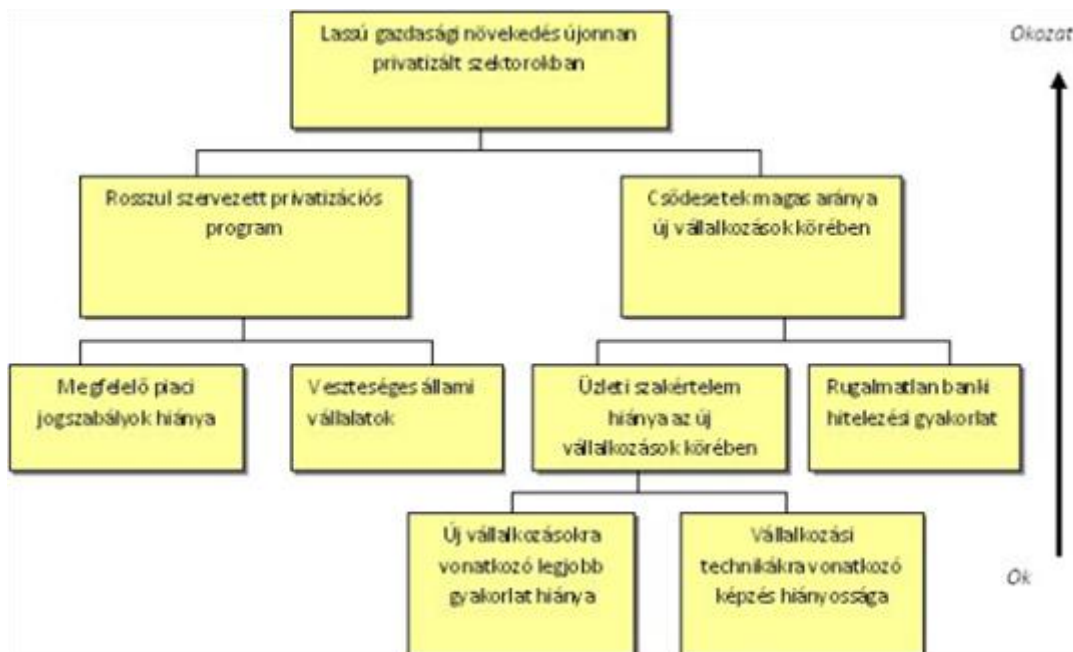 Lassú gazdasági növekedés újonnan
privatizált szektorokban
Okozat
Rosszul szervezett privatizációs
program
Csődesetek magas aránya
új vállalkozások körében
Megfelelő piaci
jogszabályok hiánya
Veszteséges állami
vállalatok
Üzleti szakértelem
hiánya az új
vállalkozások körében
Rugalmatlan banki
hitelezési gyakorlat
Új vállalkozásokra
vonatkozó legjobb
gyakorlat hiánya
Vállalkozási
technikákra vonatkozó
képzés hiányossága
Ok